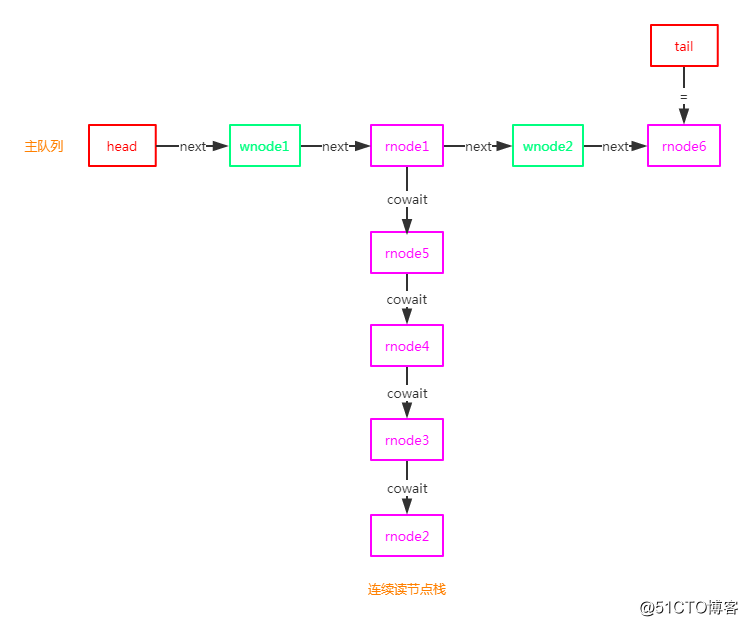 tail
=
主队列
head
next
wnode1
next
rnode1
next
wnode2
next
rnode6
cowait
rnode5
cowait
rnode4
cowait
rnode3
cowait
rnode2
连续读节点栈
@51CTO博客